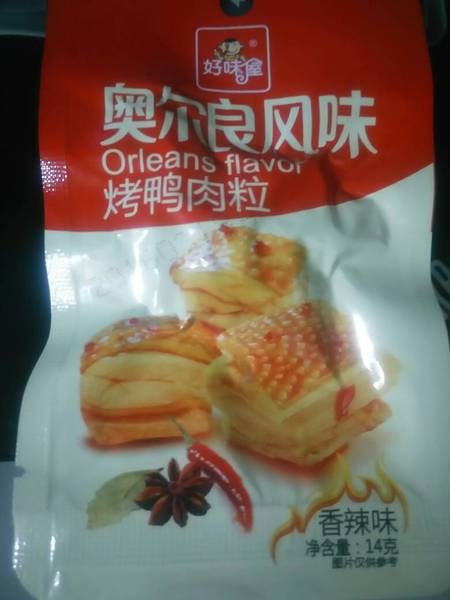 好味屋
®
奥尔良风味
Orleans flavor
烤鸭肉粒
香辣味
净含量：14克
图片仅供参考